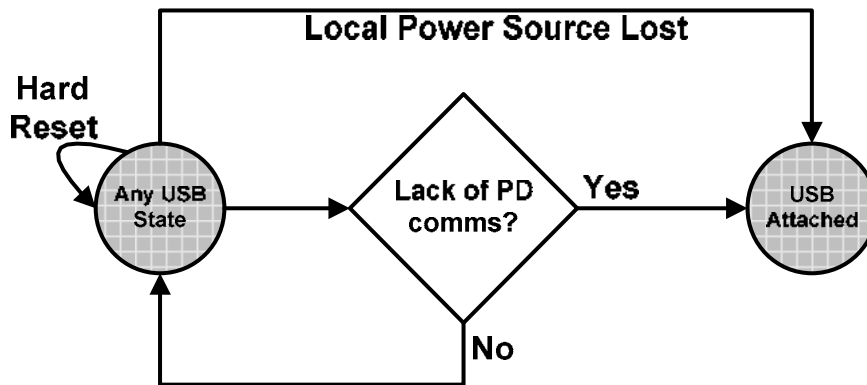 Local Power Source Lost
Hard
Reset
Any USB
State
Lack of PD
comms?
Yes
USB
Attached
No